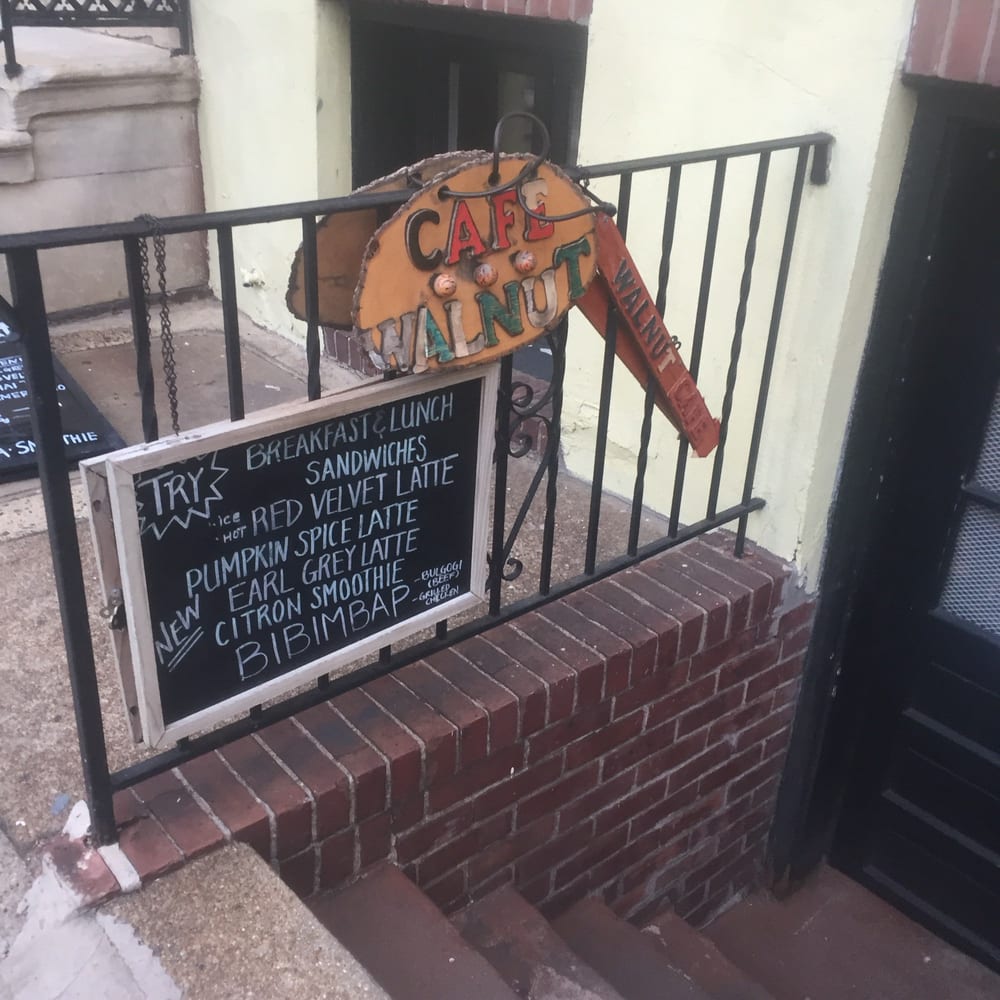 CAFE
WALNUT
WALNUT CAFE
BREAKFAST & LUNCH
SANDWICHES
TRY
ICE
HOT
RED VELVET LATTE
PUMPKIN SPICE LATTE
EARL GREY LATTE
NEW
CITRON SMOOTHIE
BIBIMBAP
- BULGOGI
(BEEF)
- GRILLED
CHICKEN
SMOOTHIE